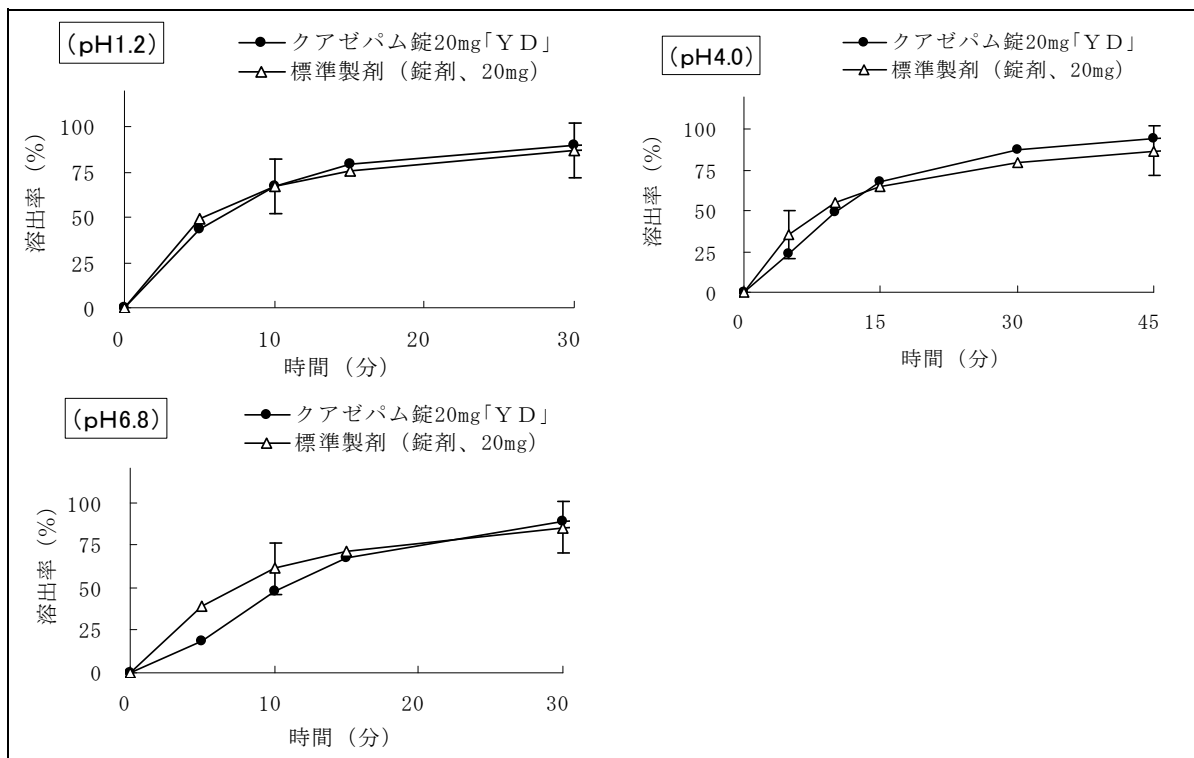 (pH1.2)
クアゼパム錠20mg「ＹＤ」
標準製剤（錠剤、20mg）
溶出率（%）
100
75
50
25
0
0 10 20 30
時間（分）
(pH4.0)
クアゼパム錠20mg「ＹＤ」
標準製剤（錠剤、20mg）
溶出率（%）
100
75
50
25
0
0 15 30 45
時間（分）
(pH6.8)
クアゼパム錠20mg「ＹＤ」
標準製剤（錠剤、20mg）
溶出率（%）
100
75
50
25
0
0 10 20 30
時間（分）